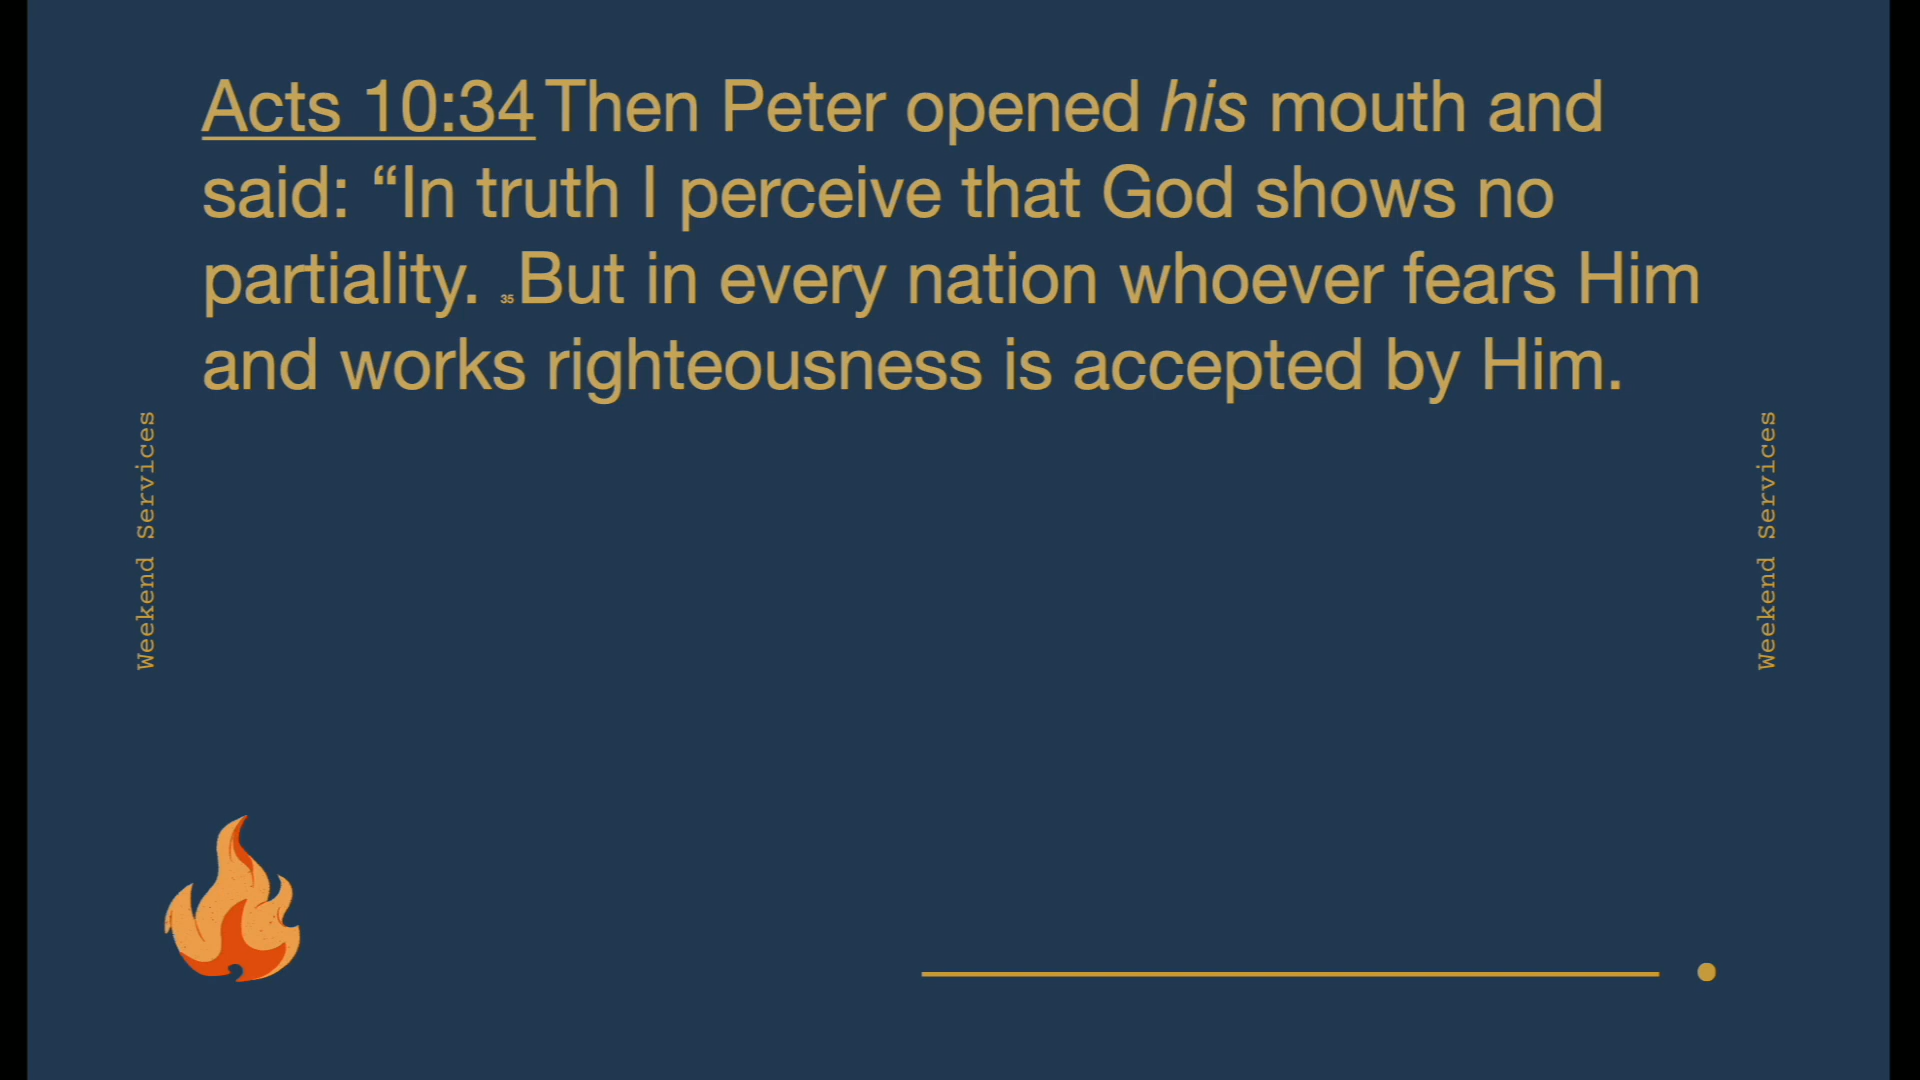 Acts 10:34 Then Peter opened his mouth and
said: “In truth I perceive that God shows no
partiality. 35 But in every nation whoever fears Him
and works righteousness is accepted by Him.
Weekend Services
Weekend Services